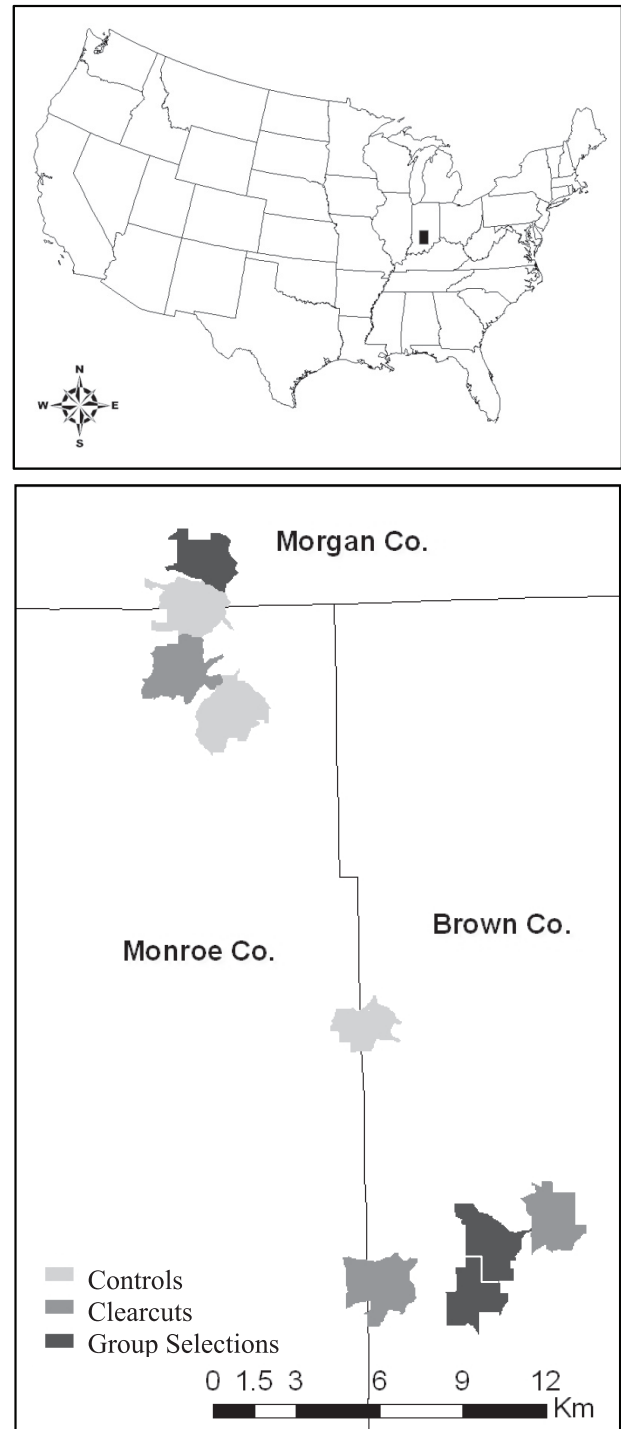 N
W E
S
Morgan Co.
Brown Co.
Monroe Co.
Controls
Clearcuts
Group Selections
0 1.5 3 6 9 12
Km